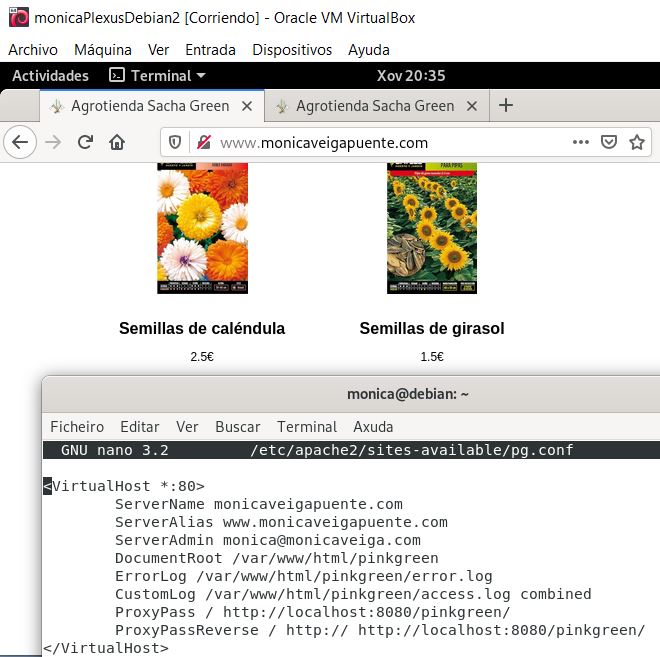 monicaPlexusDebian2 [Corriendo] - Oracle VM VirtualBox
Archivo Máquina Ver Entrada Dispositivos Ayuda
Actividades Terminal Xov 20:35
Agrotienda Sacha Green Agrotienda Sacha Green
www.monicaveigapuente.com
PARA PIPAS
Semillas de caléndula Semillas de girasol
2.5€ 1.5€
monica@debian: ~
Ficheiro Editar Ver Buscar Terminal Axuda
GNU nano 3.2 /etc/apache2/sites-available/pg.conf
<VirtualHost *:80>
ServerName monicaveigapuente.com
ServerAlias www.monicaveigapuente.com
ServerAdmin monica@monicaveiga.com
DocumentRoot /var/www/html/pinkgreen
ErrorLog /var/www/html/pinkgreen/error.log
CustomLog /var/www/html/pinkgreen/access.log combined
ProxyPass / http://localhost:8080/pinkgreen/
ProxyPassReverse / http:// http://localhost:8080/pinkgreen/
</VirtualHost>